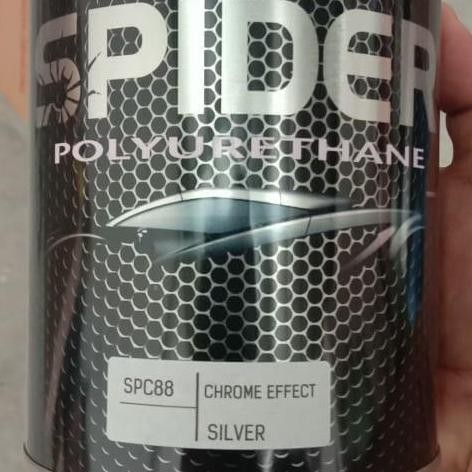 SPIDER
POLYURETHANE
SPC88
CHROME EFFECT
SILVER